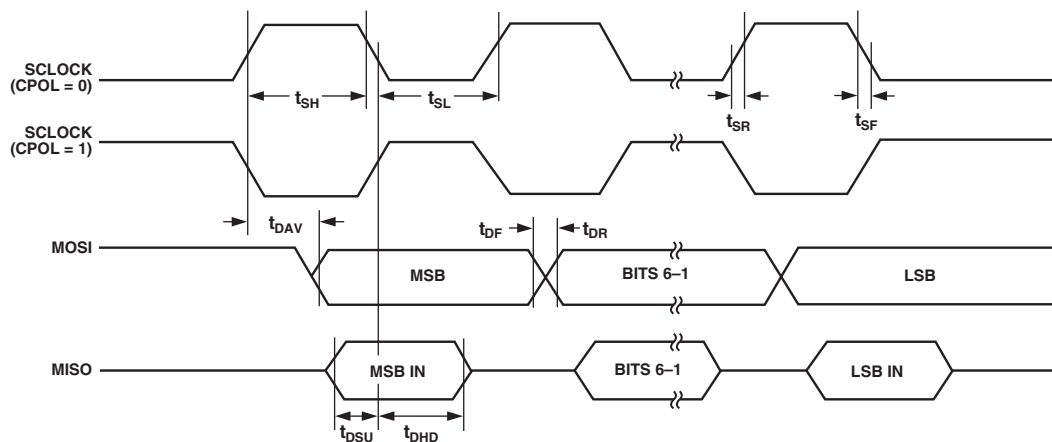 SCLOCK
(CPOL = 0)
tSH
tSL
tSR
tSF
SCLOCK
(CPOL = 1)
tDAV
tDF
tDR
MOSI
MSB
BITS 6–1
LSB
MISO
MSB IN
BITS 6–1
LSB IN
tDSU
tDHD